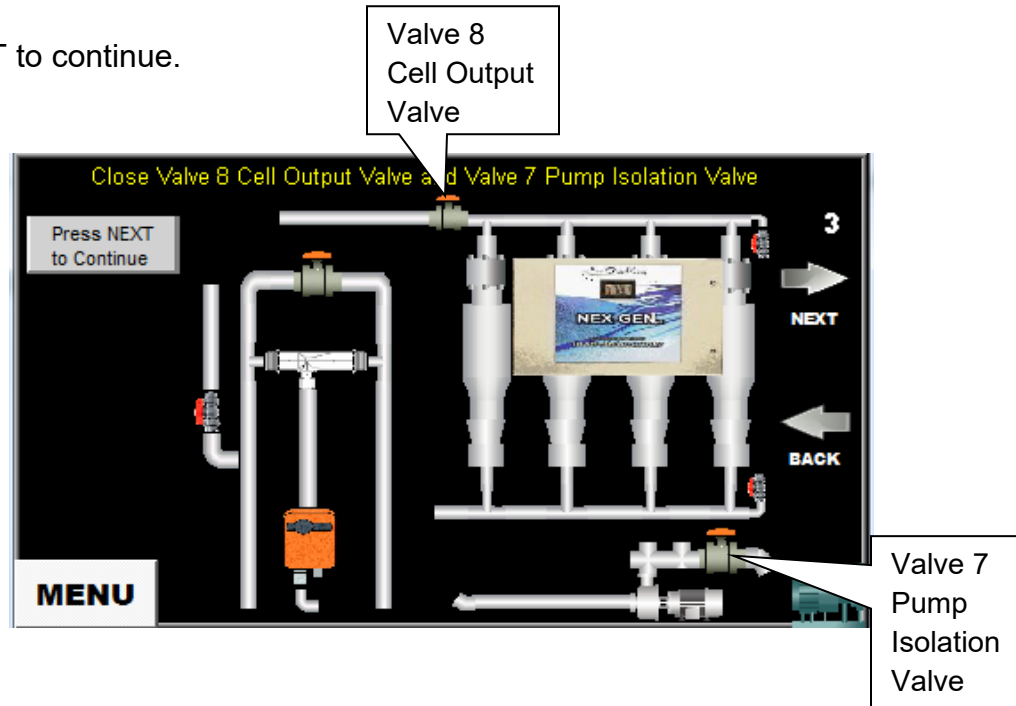 T to continue.
Valve 8
Cell Output
Valve
Close Valve 8 Cell Output Valve and Valve 7 Pump Isolation Valve
Press NEXT
to Continue
3
NEX GEN
NEXT
BACK
MENU
Valve 7
Pump
Isolation
Valve